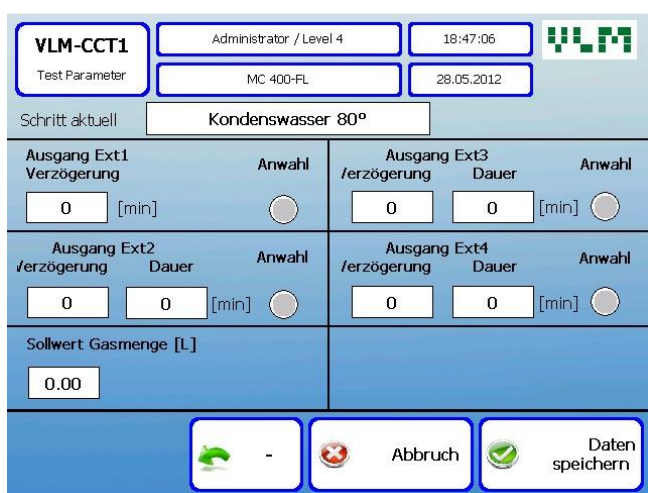 VLM-CCT1
Test Parameter
Administrator / Level 4
18:47:06
VLM
MC 400-FL
28.05.2012
Schritt aktuell
Kondenswasser 80º
Ausgang Ext1
Verzögerung
Anwahl
0 [min]
Ausgang Ext3
/erzögerung Dauer
Anwahl
0 0 [min]
Ausgang Ext2
/erzögerung Dauer
Anwahl
0 0 [min]
Ausgang Ext4
/erzögerung Dauer
Anwahl
0 0 [min]
Sollwert Gasmenge [L]
0.00
-
Abbruch
Daten
speichern